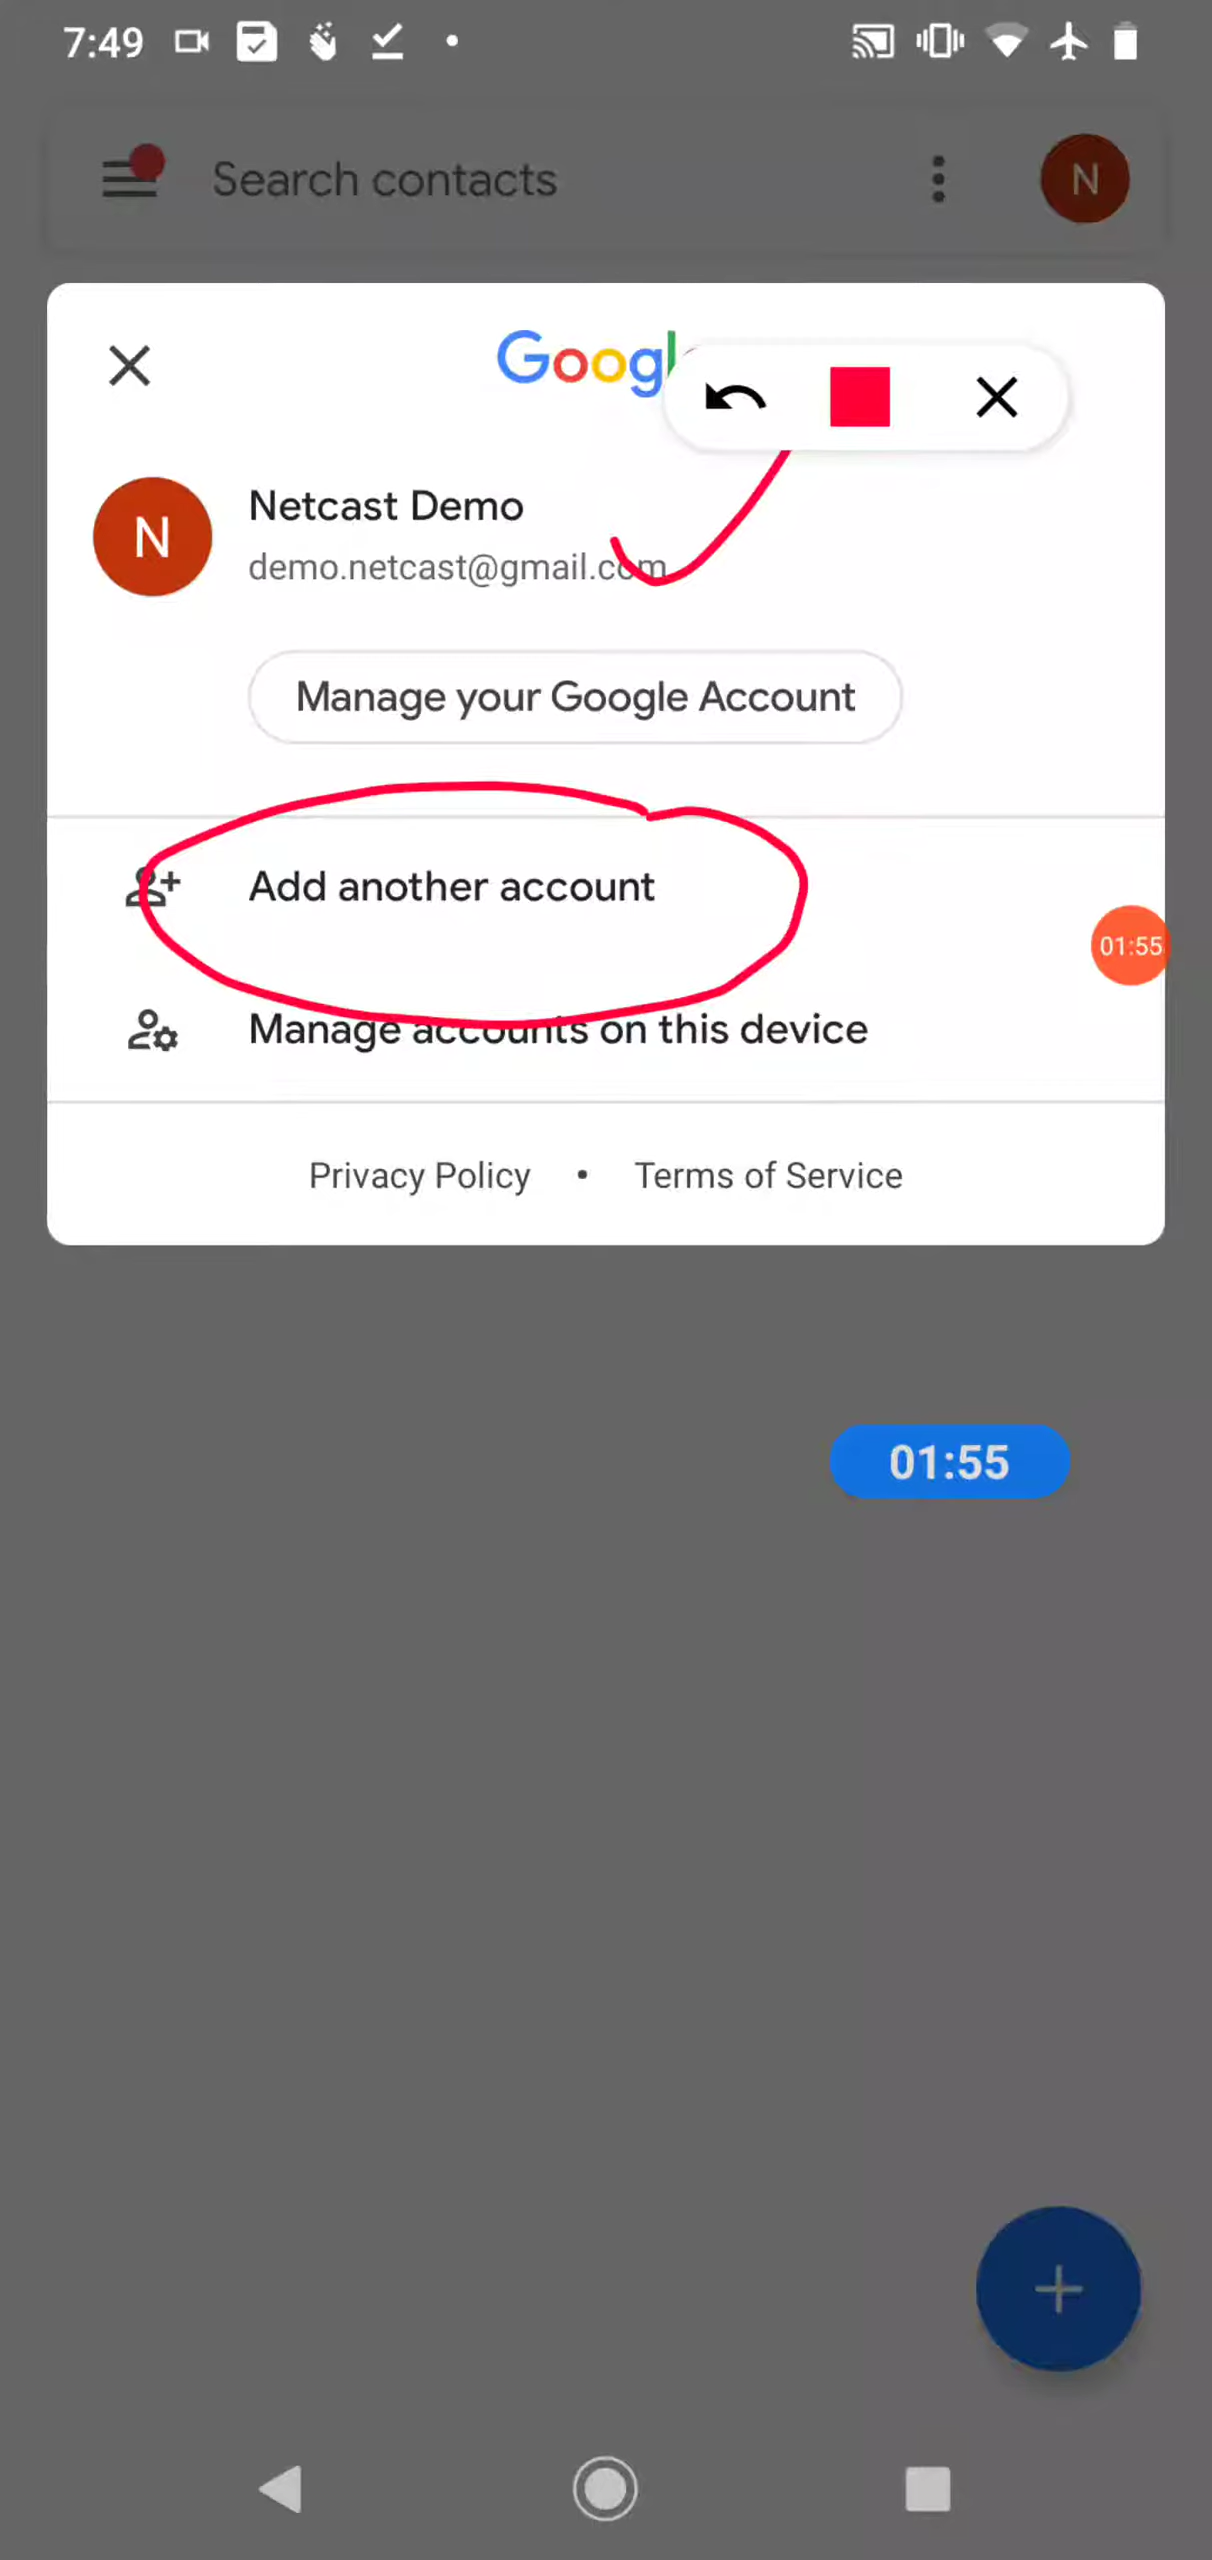 7:49
Search contacts
N
Googl
N
Netcast Demo
demo.netcast@gmail.com
Manage your Google Account
Add another account
01:55
Manage accounts on this device
Privacy Policy • Terms of Service
01:55